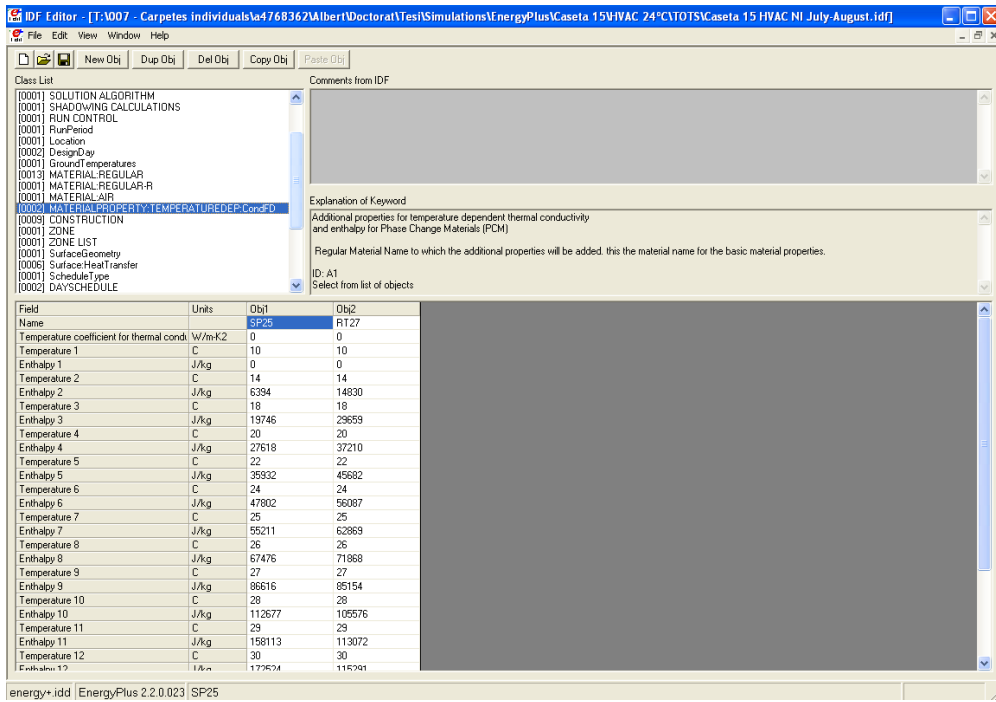 IDF Editor - [T:\007 - Carpetes individuals\a4768362\Albert\Doctorat\Tesi\Simulations\EnergyPlus\Caseta 15\HVAC 24°C\TOTS\Caseta 15 HVAC NI July-August.idf]
File Edit View Window Help
New Obj Dup Obj Del Obj Copy Obj Paste Obj
Class List
[0001] SOLUTION ALGORITHM
[0001] SHADOWING CALCULATIONS
[0001] RUN CONTROL
[0001] RunPeriod
[0001] Location
[0002] DesignDay
[0001] GroundTemperatures
[0013] MATERIAL:REGULAR
[0001] MATERIAL:REGULAR-R
[0001] MATERIAL:AIR
[0002] MATERIALPROPERTY:TEMPERATUREDEP:CondFD
[0009] CONSTRUCTION
[0001] ZONE
[0001] ZONE LIST
[0001] SurfaceGeometry
[0006] Surface:HeatTransfer
[0001] ScheduleType
[0002] DAYSCHEDULE
Comments from IDF
Explanation of Keyword
Additional properties for temperature dependent thermal conductivity
and enthalpy for Phase Change Materials (PCM)
Regular Material Name to which the additional properties will be added. this the material name for the basic material properties.
ID: A1
Select from list of objects
Field Units Obj1 Obj2
Name SP25 RT27
Temperature coefficient for thermal condu W/m-K2 0 0
Temperature 1 C 10 10
Enthalpy 1 J/kg 0 0
Temperature 2 C 14 14
Enthalpy 2 J/kg 6394 14830
Temperature 3 C 18 18
Enthalpy 3 J/kg 19746 29659
Temperature 4 C 20 20
Enthalpy 4 J/kg 27618 37210
Temperature 5 C 22 22
Enthalpy 5 J/kg 35932 45682
Temperature 6 C 24 24
Enthalpy 6 J/kg 47802 56087
Temperature 7 C 25 25
Enthalpy 7 J/kg 55211 62869
Temperature 8 C 26 26
Enthalpy 8 J/kg 67476 71868
Temperature 9 C 27 27
Enthalpy 9 J/kg 86616 85154
Temperature 10 C 28 28
Enthalpy 10 J/kg 112677 105576
Temperature 11 C 29 29
Enthalpy 11 J/kg 158113 113072
Temperature 12 C 30 30
Enthalpy 12 J/kg 172524 115291
energy+.idd EnergyPlus 2.2.0.023 SP25